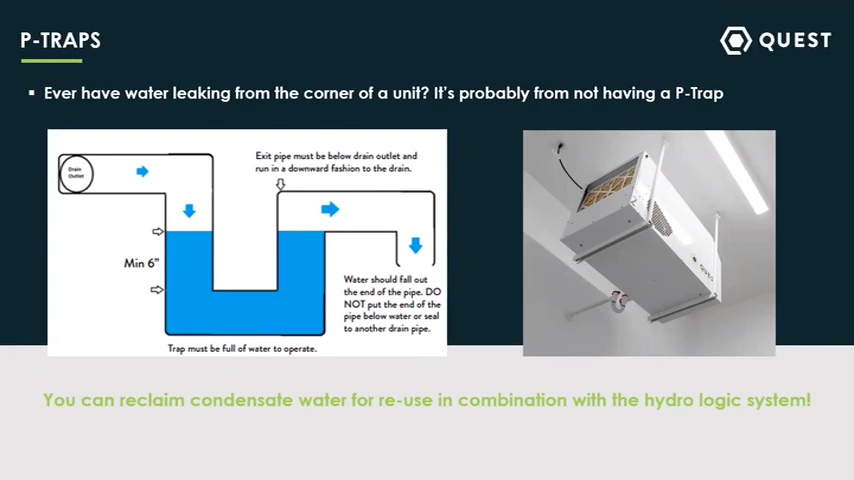 P-TRAPS
QUEST
▪ Ever have water leaking from the corner of a unit? It's probably from not having a P-Trap
Drain
Outlet
Exit pipe must be below drain outlet and
run in a downward fashion to the drain.
Min 6"
Water should fall out
the end of the pipe. DO
NOT put the end of the
pipe below water or seal
to another drain pipe.
Trap must be full of water to operate.
QUEST
You can reclaim condensate water for re-use in combination with the hydro logic system!